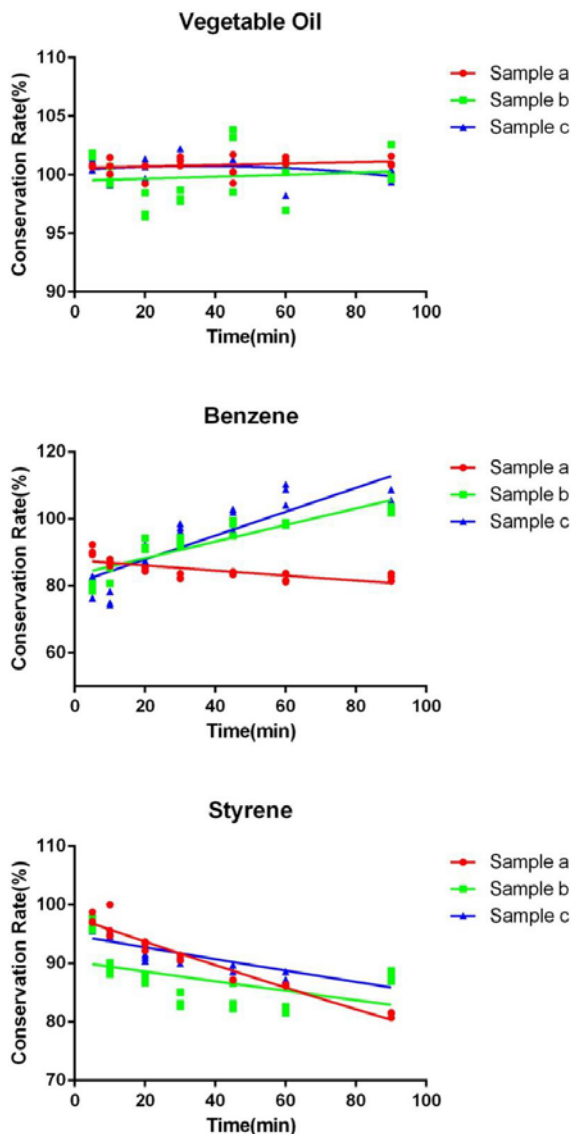 Vegetable Oil
110
105
100
95
90
0 20 40 60 80 100
Conservation Rate(%)
Time(min)
Sample a
Sample b
Sample c
Benzene
120
100
80
60
0 20 40 60 80 100
Conservation Rate(%)
Time(min)
Sample a
Sample b
Sample c
Styrene
110
100
90
80
70
0 20 40 60 80 100
Conservation Rate(%)
Time(min)
Sample a
Sample b
Sample c